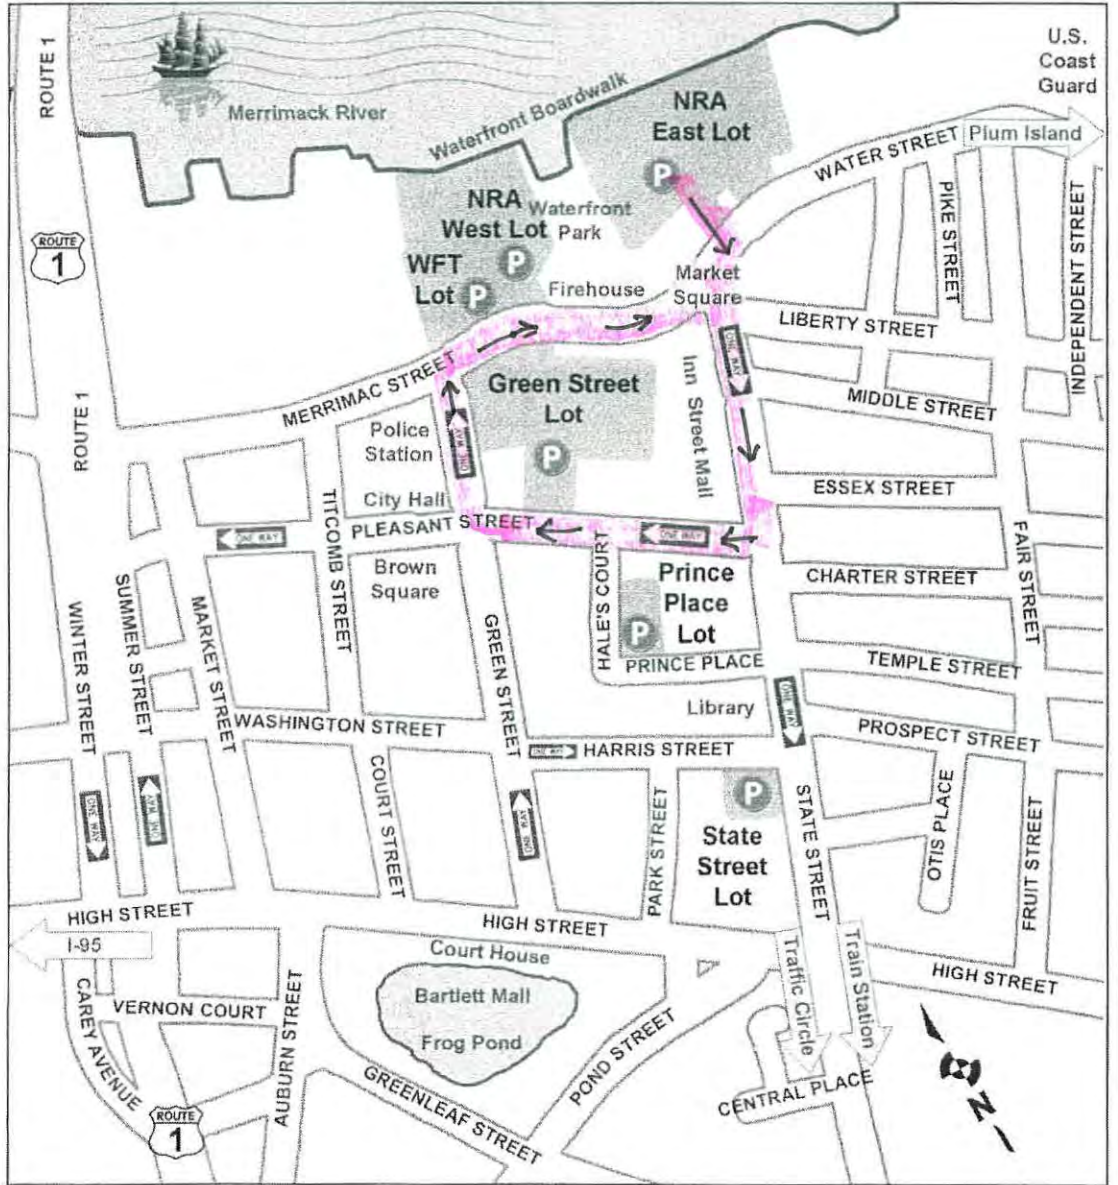 ROUTE 1
Merrimack River
Waterfront Boardwalk
NRA
East Lot
P
U.S.
Coast
Guard
WATER STREET
Plum Island
ROUTE
1
NRA
West Lot
P
Waterfront
Park
WFT
Lot
P
Firehouse
Market
Square
PIKE STREET
INDEPENDENT STREET
LIBERTY STREET
ROUTE 1
MERRIMAC STREET
Green Street
Lot
P
Inn Street Mall
ONE WAY
MIDDLE STREET
Police
Station
ONE WAY
City Hall
ESSEX STREET
PLEASANT STREET
ONE WAY
ONE WAY
TITCOMB STREET
Brown
Square
HALE'S COURT
Prince
Place
Lot
P
CHARTER STREET
FAIR STREET
WINTER STREET
SUMMER STREET
MARKET STREET
GREEN STREET
PRINCE PLACE
TEMPLE STREET
Library
ONE WAY
WASHINGTON STREET
HARRIS STREET
ONE WAY
PROSPECT STREET
ONE WAY
ONE WAY
COURT STREET
ONE WAY
PARK STREET
P
State
Street
Lot
STATE STREET
OTIS PLACE
FRUIT STREET
HIGH STREET
HIGH STREET
HIGH STREET
I-95
Court House
Bartlett Mall
Frog Pond
Traffic Circle
Train Station
CAREY AVENUE
VERNON COURT
AUBURN STREET
POND STREET
GREENLEAF STREET
CENTRAL PLACE
ROUTE
1
N